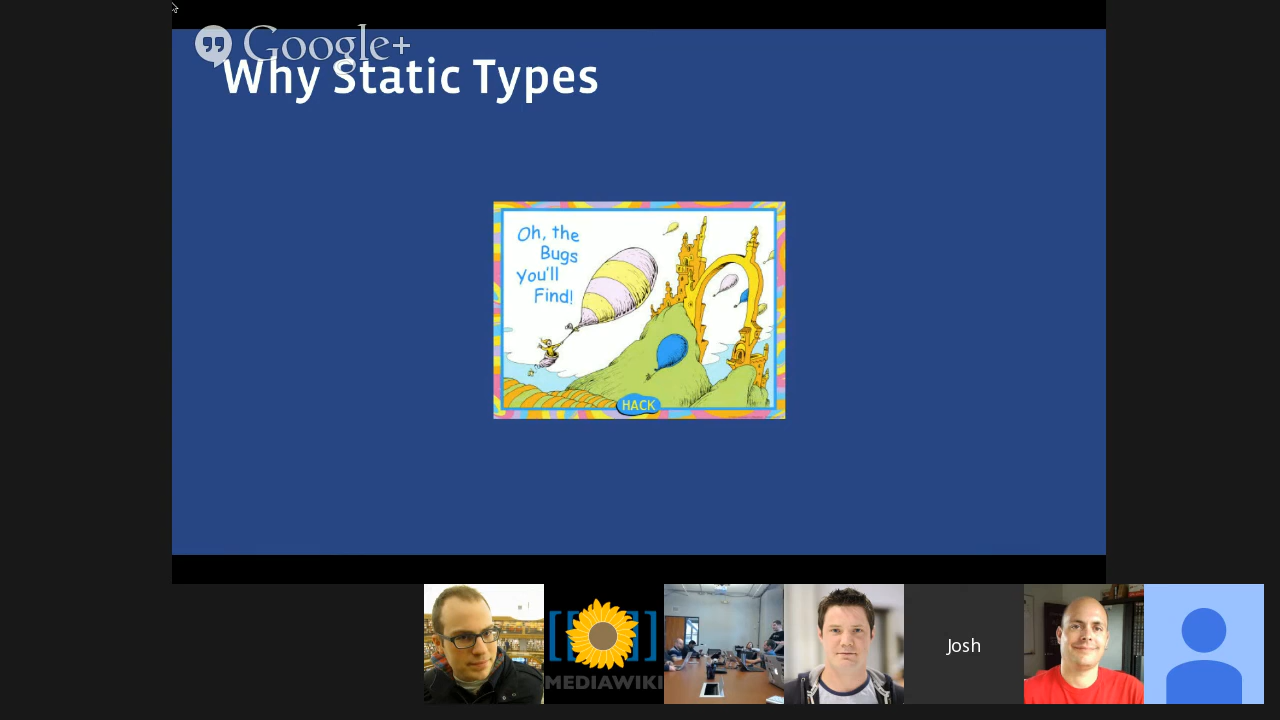 Google+
Why Static Types
Oh, the
Bugs
You'll
Find!
HACK
MEDIAWIKI
Josh